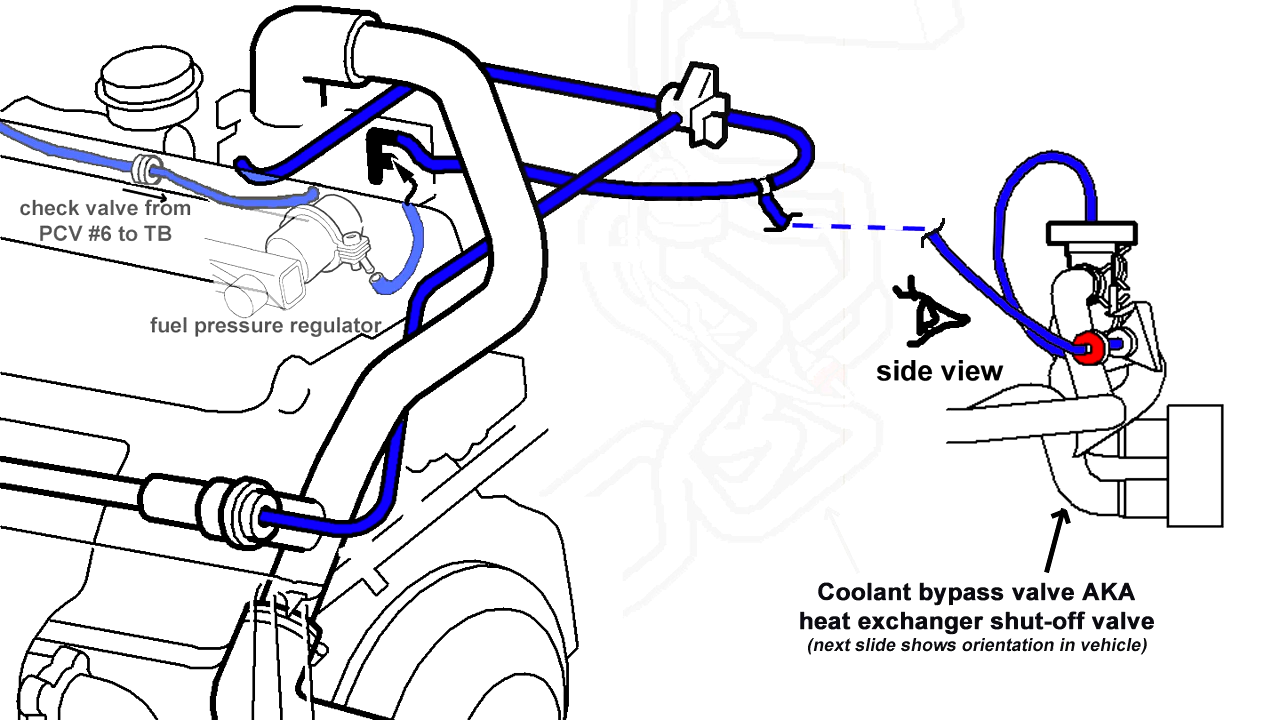 check valve from
PCV #6 to TB
fuel pressure regulator
side view
Coolant bypass valve AKA
heat exchanger shut-off valve
(next slide shows orientation in vehicle)